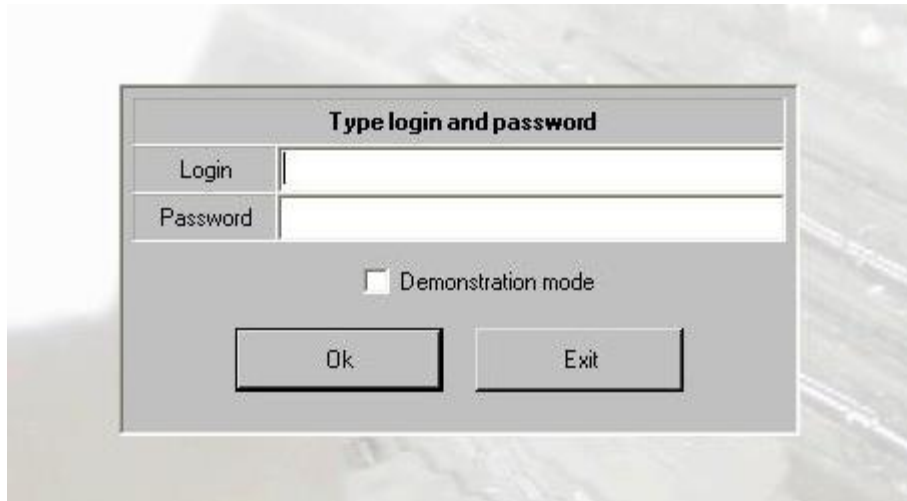 Type login and password
Login
Password
Demonstration mode
Ok Exit